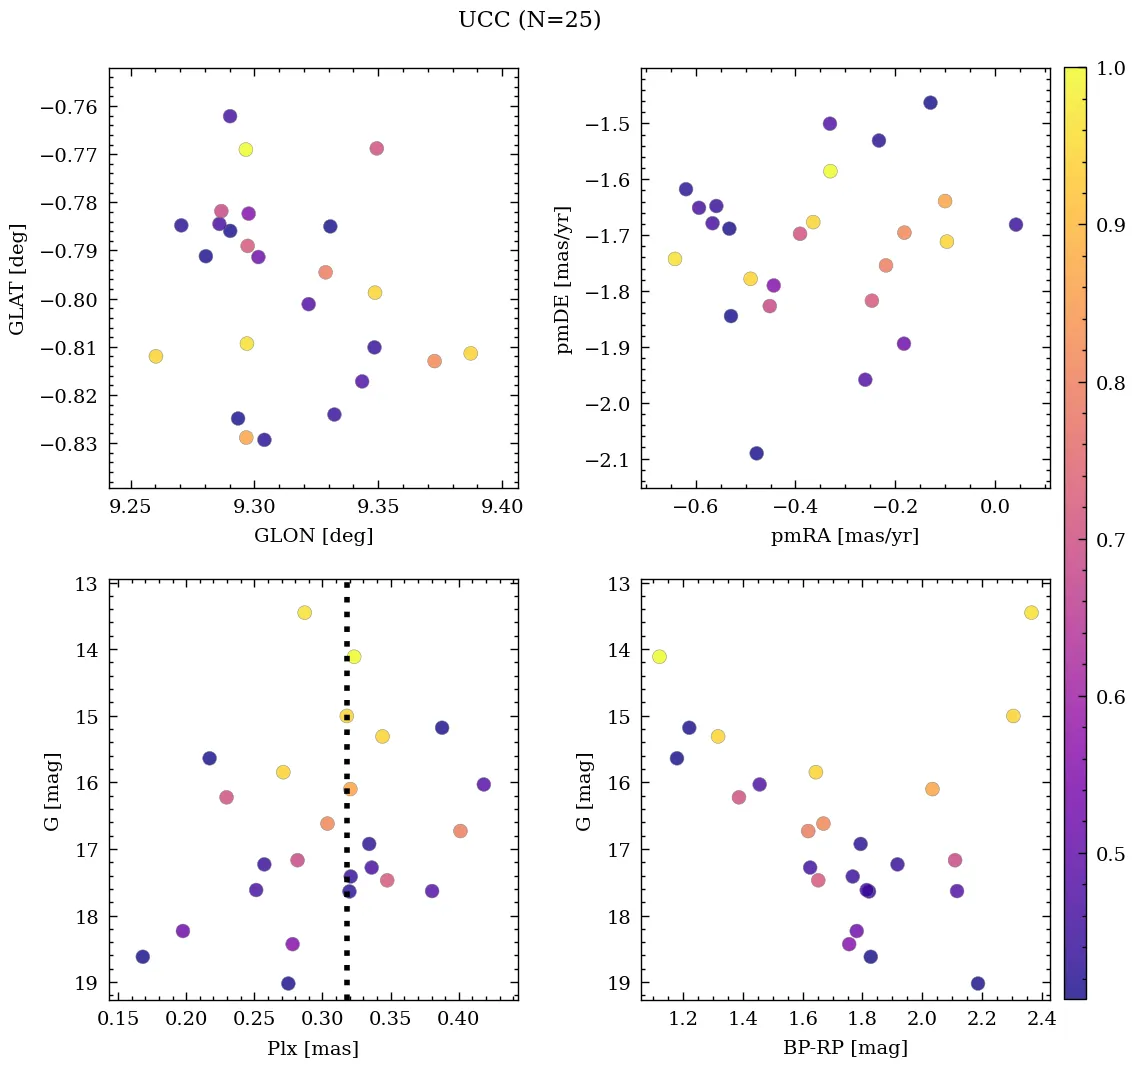 UCC (N=25)
−0.76
−0.77
−0.78
−0.79
−0.80
−0.81
−0.82
−0.83
GLAT [deg]
9.25 9.30 9.35 9.40
GLON [deg]
−1.5
−1.6
−1.7
−1.8
−1.9
−2.0
−2.1
pmDE [mas/yr]
−0.6 −0.4 −0.2 0.0
pmRA [mas/yr]
13
14
15
16
17
18
19
G [mag]
0.15 0.20 0.25 0.30 0.35 0.40
Plx [mas]
13
14
15
16
17
18
19
G [mag]
1.2 1.4 1.6 1.8 2.0 2.2 2.4
BP-RP [mag]
1.0
0.9
0.8
0.7
0.6
0.5